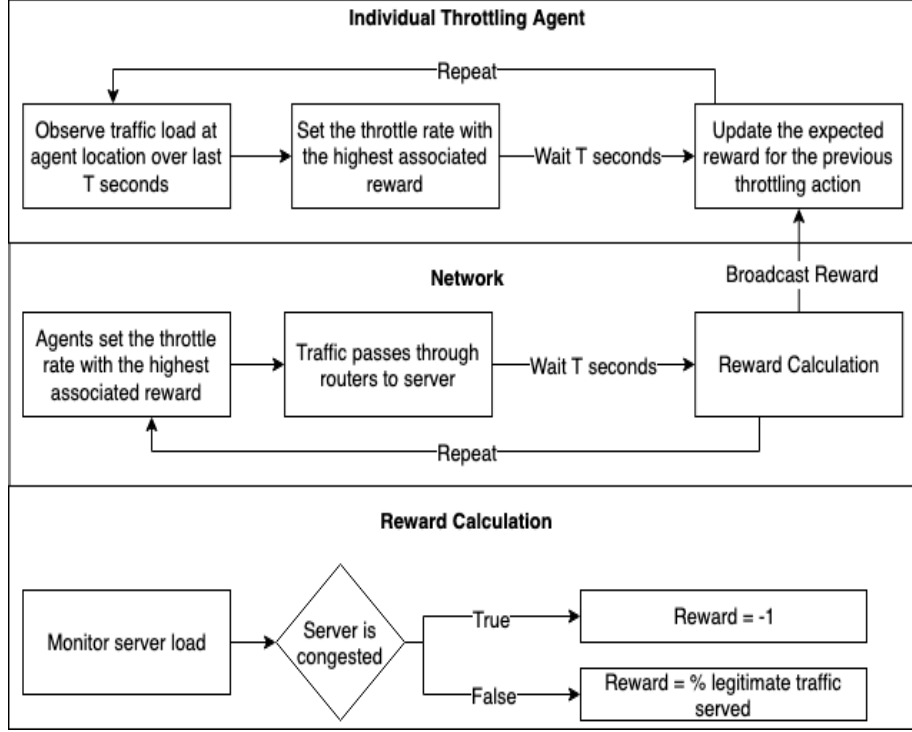 Individual Throttling Agent
Repeat
Observe traffic load at
agent location over last
T seconds
Set the throttle rate with
the highest associated
reward
Wait T seconds
Update the expected
reward for the previous
throttling action
Broadcast Reward
Network
Agents set the throttle
rate with the highest
associated reward
Traffic passes through
routers to server
Wait T seconds
Reward Calculation
Repeat
Reward Calculation
Monitor server load
Server is
congested
True
Reward = -1
False
Reward = % legitimate traffic
served